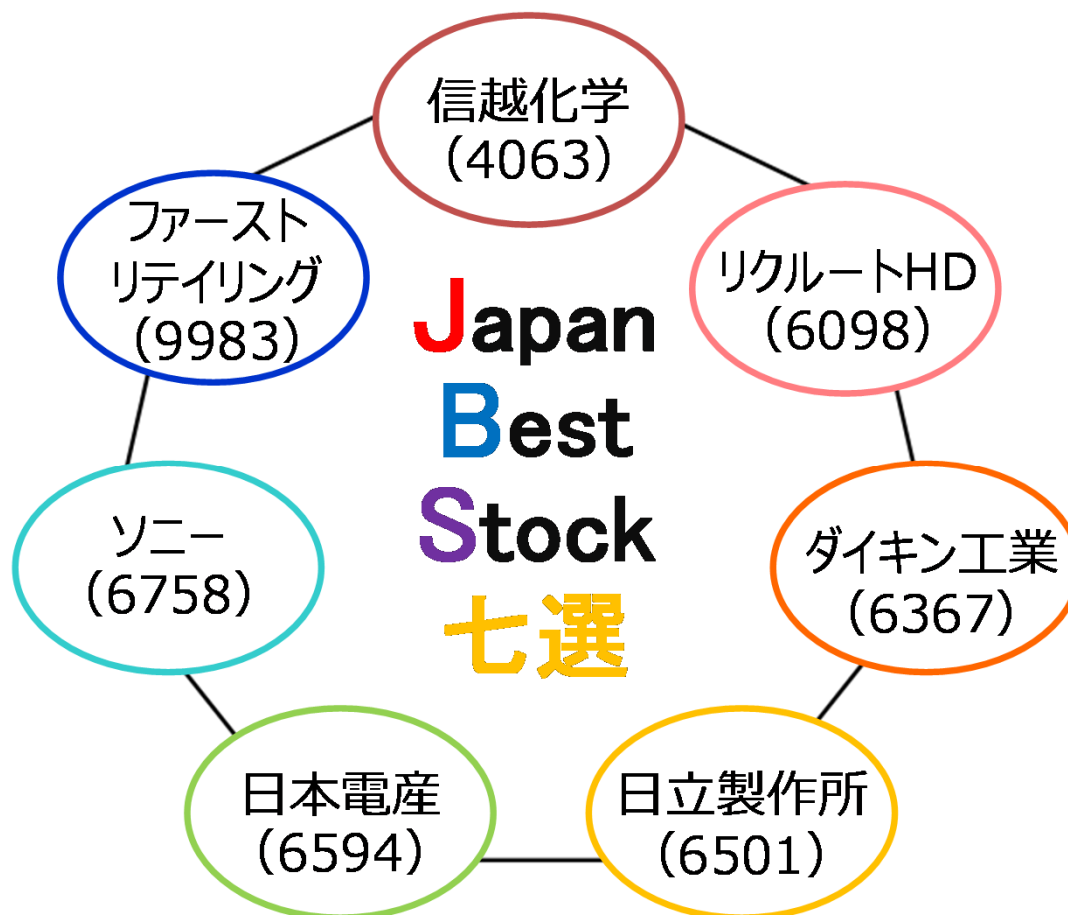 信越化学
(4063)
ファースト
リテイリング
(9983)
リクルートHD
(6098)
Japan
Best
Stock
七選
ソニー
(6758)
ダイキン工業
(6367)
日本電産
(6594)
日立製作所
(6501)